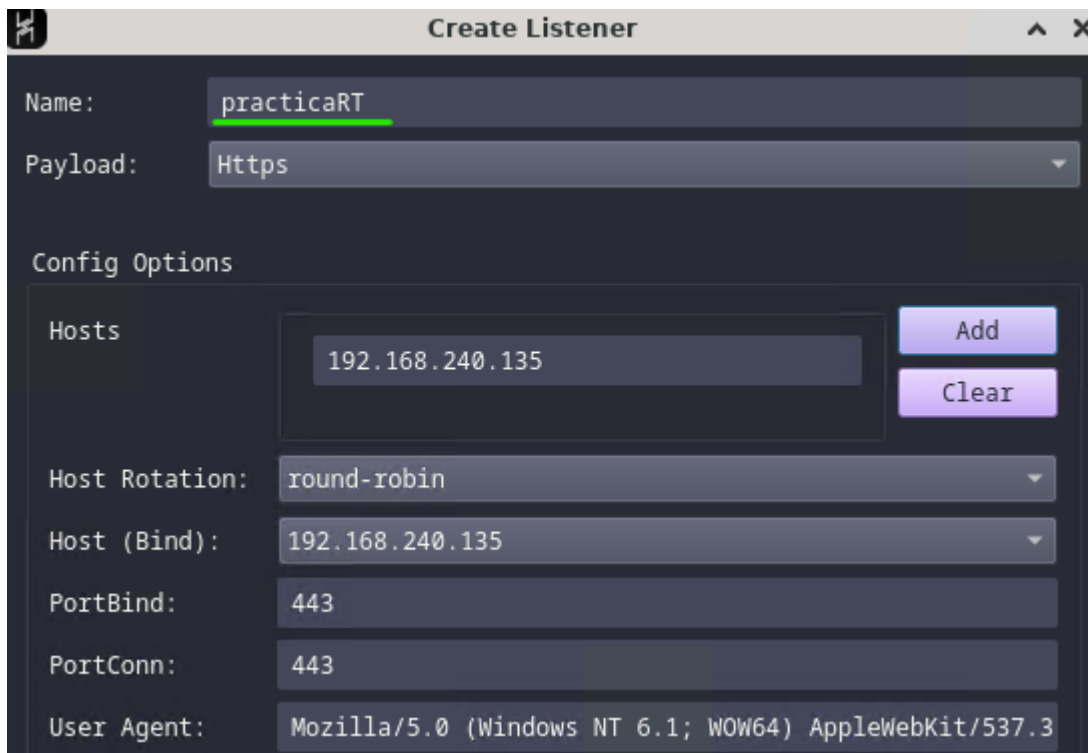 Create Listener
Name: practicaRT
Payload: Https
Config Options
Hosts
192.168.240.135
Add
Clear
Host Rotation: round-robin
Host (Bind): 192.168.240.135
PortBind: 443
PortConn: 443
User Agent: Mozilla/5.0 (Windows NT 6.1; WOW64) AppleWebKit/537.3